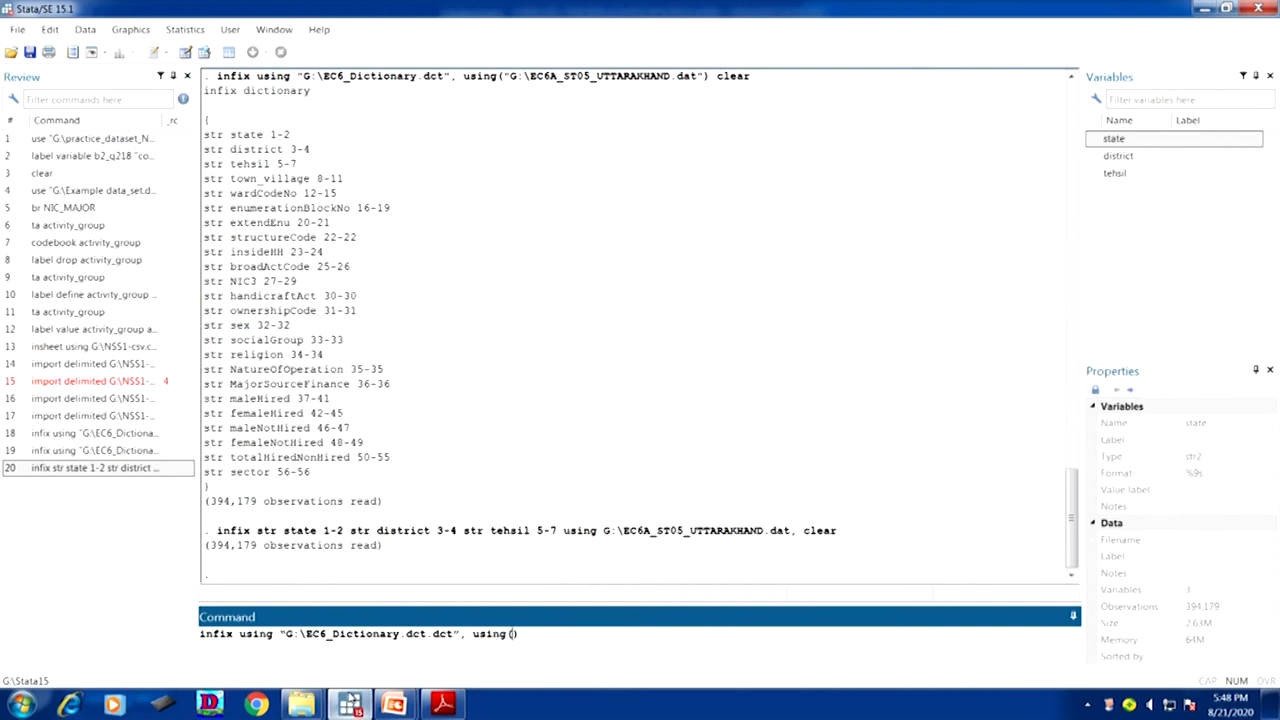 Stata/SE 15.1
File Edit Data Graphics Statistics User Window Help
Review
Filter commands here
# Command _rc
1 use "G:\practice_dataset_N...
2 label variable b2_q218 "co...
3 clear
4 use "G:\Example data_set.d...
5 br NIC_MAJOR
6 ta activity_group
7 codebook activity_group
8 label drop activity_group
9 ta activity_group
10 label define activity_group ...
11 ta activity_group
12 label value activity_group a...
13 insheet using G:\NSS1-csv.c...
14 import delimited G:\NSS1-...
15 import delimited G:\NSS1-... 4
16 import delimited G:\NSS1-...
17 import delimited G:\NSS1-...
18 infix using "G:\EC6_Dictiona...
19 infix using "G:\EC6_Dictiona...
20 infix str state 1-2 str district ...
. infix using "G:\EC6_Dictionary.dct", using("G:\EC6A_ST05_UTTARAKHAND.dat") clear
infix dictionary
{
str state 1-2
str district 3-4
str tehsil 5-7
str town_village 8-11
str wardCodeNo 12-15
str enumerationBlockNo 16-19
str extendEnu 20-21
str structureCode 22-22
str insideHH 23-24
str broadActCode 25-26
str NIC3 27-29
str handicraftAct 30-30
str ownershipCode 31-31
str sex 32-32
str socialGroup 33-33
str religion 34-34
str NatureOfOperation 35-35
str MajorSourceFinance 36-36
str maleHired 37-41
str femaleHired 42-45
str maleNotHired 46-47
str femaleNotHired 48-49
str totalHiredNonHired 50-55
str sector 56-56
}
(394,179 observations read)
. infix str state 1-2 str district 3-4 str tehsil 5-7 using G:\EC6A_ST05_UTTARAKHAND.dat, clear
(394,179 observations read)
.
Command
infix using "G:\EC6_Dictionary.dct.dct", using()
Variables
Filter variables here
Name Label
state
district
tehsil
Properties
Variables
Name state
Label
Type str2
Format %9s
Value label
Notes
Data
Filename
Label
Notes
Variables 3
Observations 394,179
Size 2.63M
Memory 64M
Sorted by
G:\Stata15
CAP NUM OVR
5:48 PM
8/21/2020